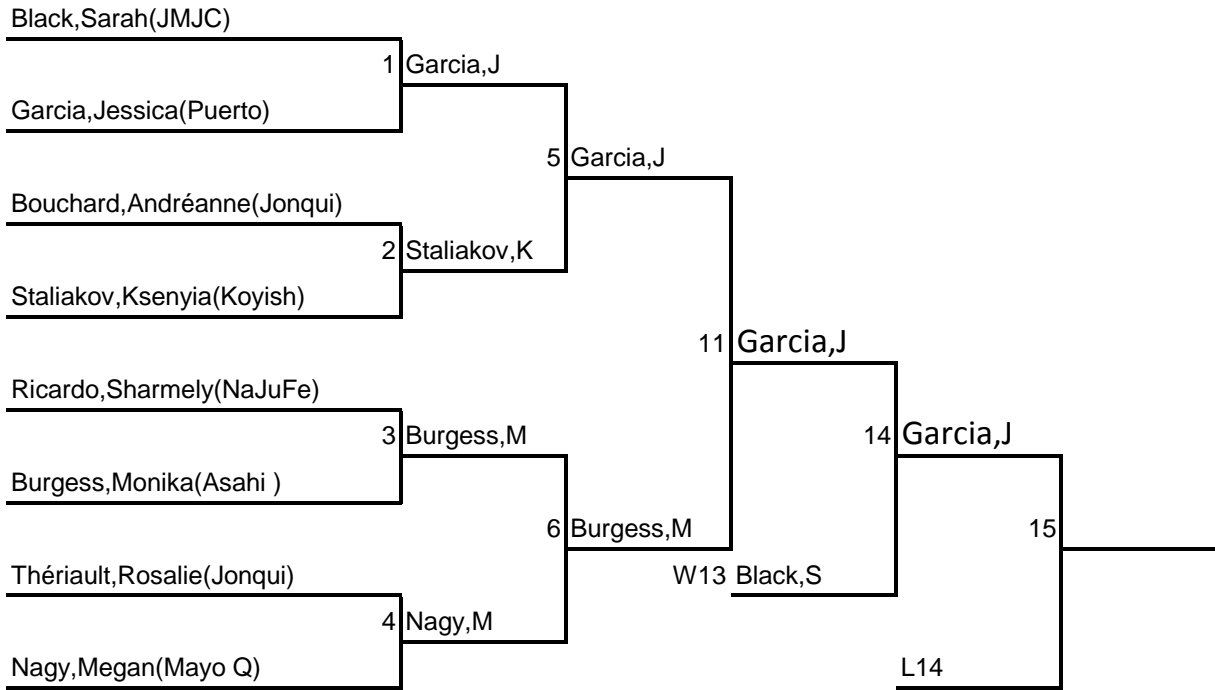 Black,Sarah(JMJC)
1 Garcia,J
Garcia,Jessica(Puerto)
5 Garcia,J
Bouchard,Andréanne(Jonqui)
2 Staliakov,K
Staliakov,Ksenyia(Koyish)
11 Garcia,J
Ricardo,Sharmely(NaJuFe)
3 Burgess,M
14 Garcia,J
Burgess,Monika(Asahi )
6 Burgess,M
15
Thériault,Rosalie(Jonqui)
W13 Black,S
4 Nagy,M
Nagy,Megan(Mayo Q)
L14